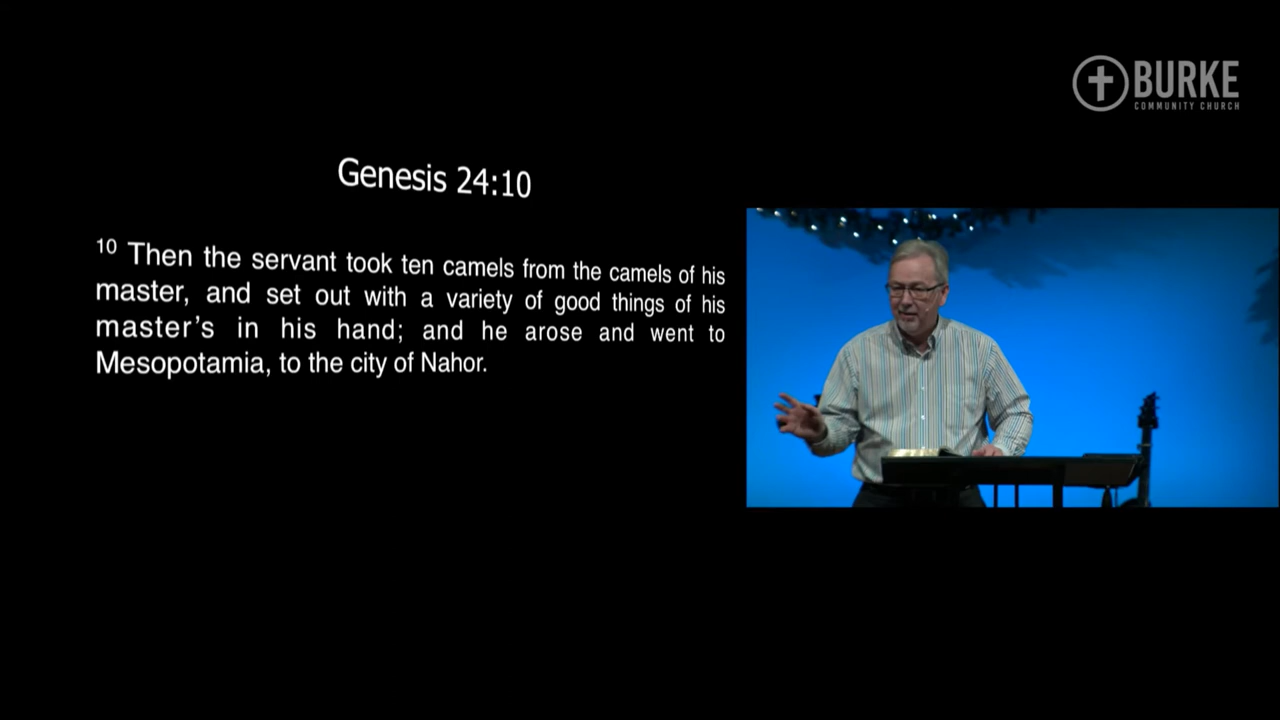 BURKE
COMMUNITY CHURCH
Genesis 24:10
10 Then the servant took ten camels from the camels of his
master, and set out with a variety of good things of his
master’s in his hand; and he arose and went to
Mesopotamia, to the city of Nahor.